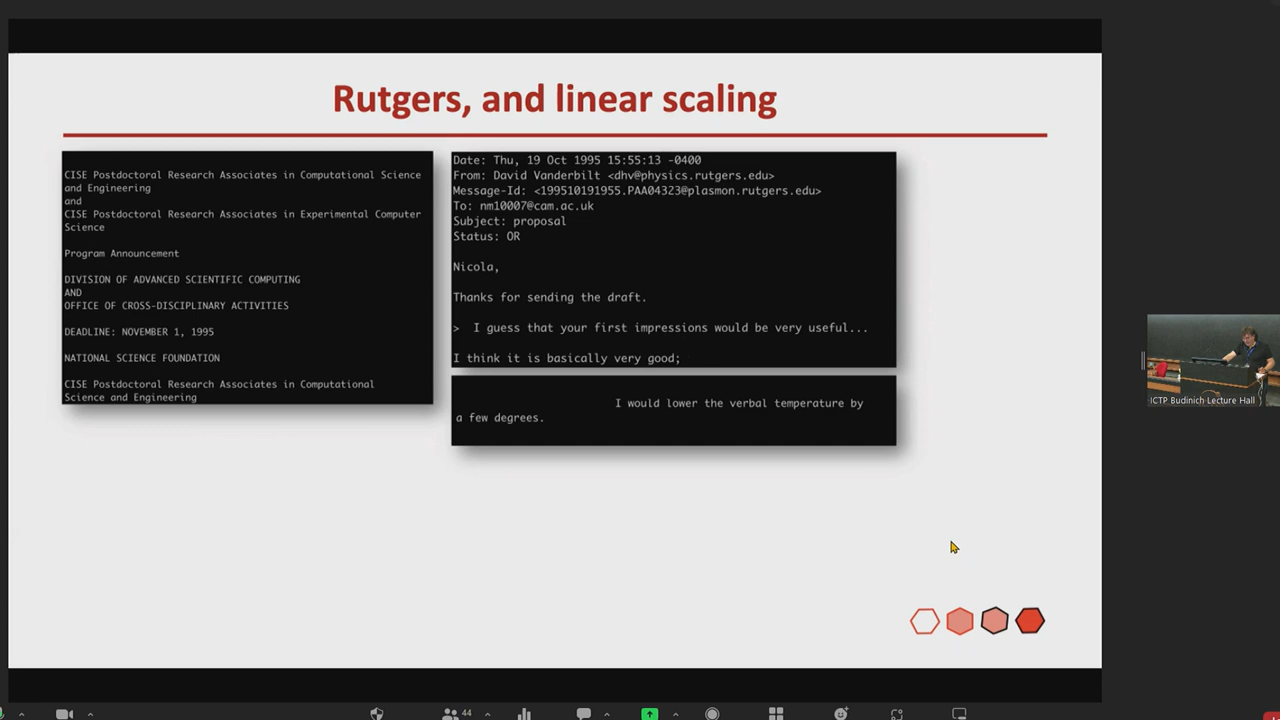 Rutgers, and linear scaling
CISE Postdoctoral Research Associates in Computational Science
and Engineering
and
CISE Postdoctoral Research Associates in Experimental Computer
Science
Program Announcement
DIVISION OF ADVANCED SCIENTIFIC COMPUTING
AND
OFFICE OF CROSS-DISCIPLINARY ACTIVITIES
DEADLINE: NOVEMBER 1, 1995
NATIONAL SCIENCE FOUNDATION
CISE Postdoctoral Research Associates in Computational
Science and Engineering
Date: Thu, 19 Oct 1995 15:55:13 -0400
From: David Vanderbilt <dhv@physics.rutgers.edu>
Message-Id: <199510191955.PAA04323@plasmon.rutgers.edu>
To: nm10007@cam.ac.uk
Subject: proposal
Status: OR
Nicola,
Thanks for sending the draft.
> I guess that your first impressions would be very useful...
I think it is basically very good;
I would lower the verbal temperature by
a few degrees.
ICTP Budinich Lecture Hall
44